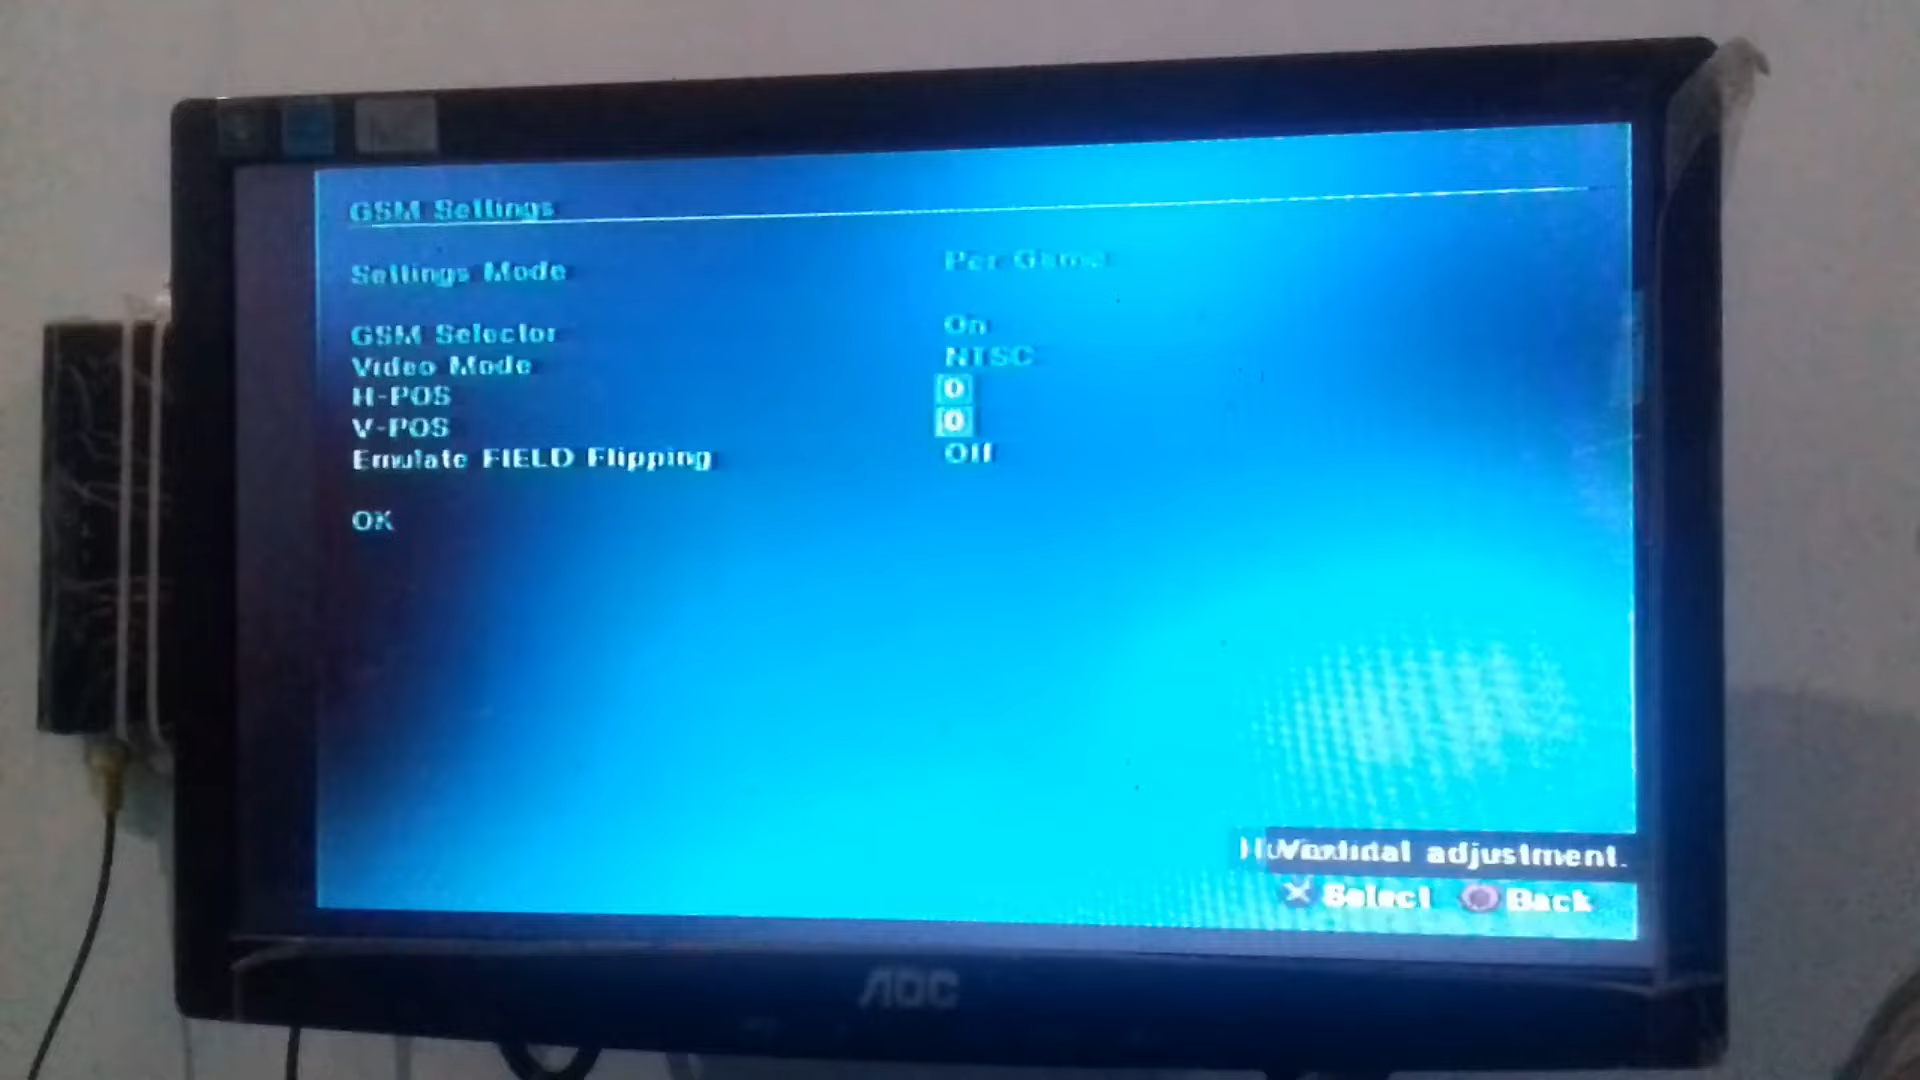 GSM Settings
Settings Mode Per Game
GSM Selector On
Video Mode NTSC
H-POS 0
V-POS 0
Emulate FIELD Flipping Off
OK
adjustment.
Select Back
AOC